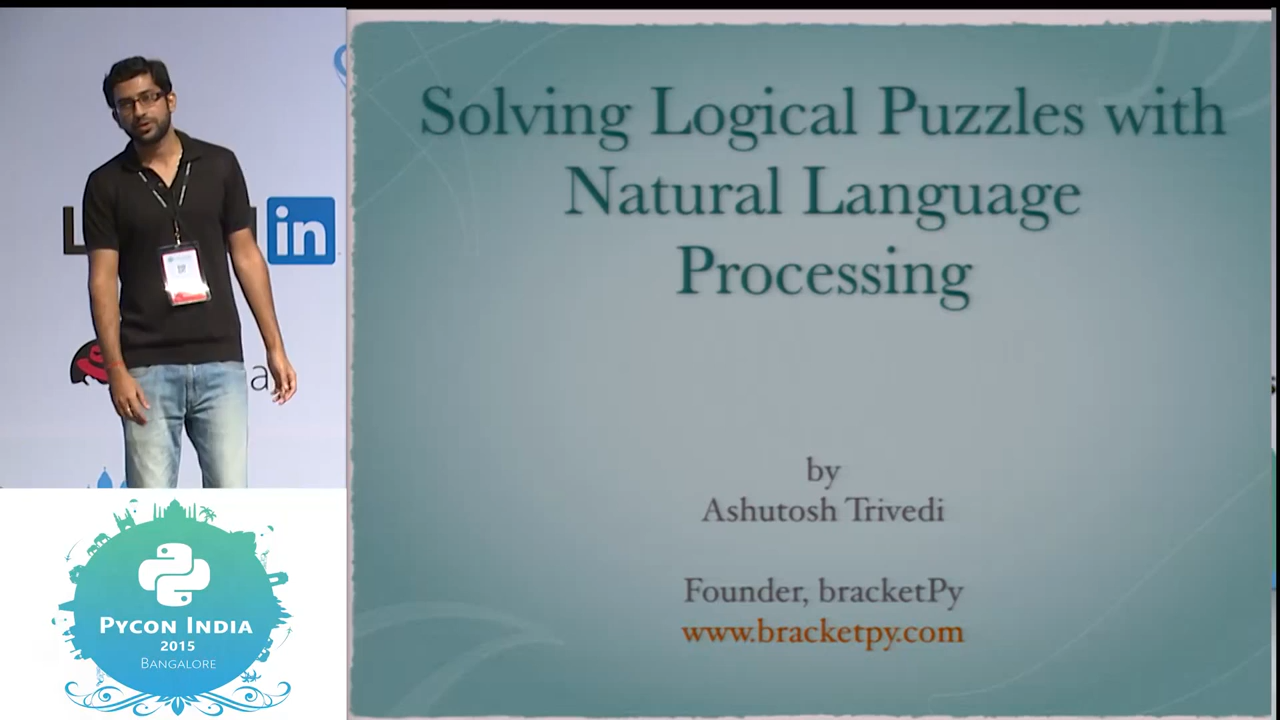 Solving Logical Puzzles with
Natural Language
Processing
by
Ashutosh Trivedi
Founder, bracketPy
www.bracketpy.com
L
in
a
PYCON INDIA
2015
BANGALORE